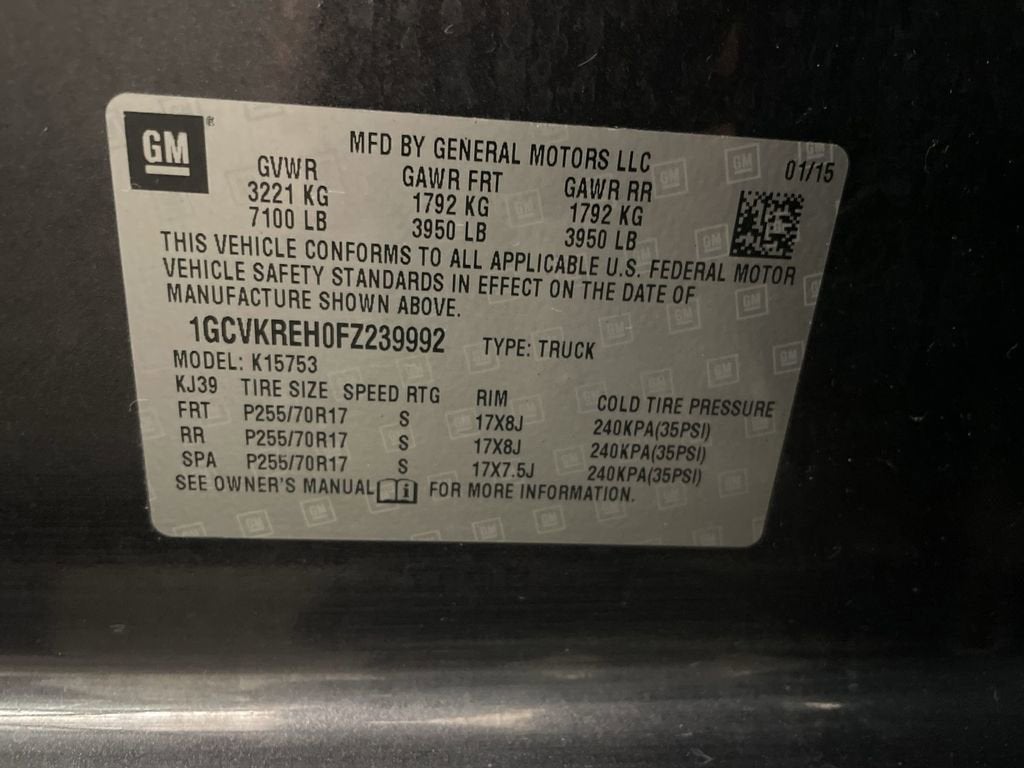 GM®
MFD BY GENERAL MOTORS LLC 01/15
GVWR GAWR FRT GAWR RR
3221 KG 1792 KG 1792 KG
7100 LB 3950 LB 3950 LB
THIS VEHICLE CONFORMS TO ALL APPLICABLE U.S. FEDERAL MOTOR
VEHICLE SAFETY STANDARDS IN EFFECT ON THE DATE OF
MANUFACTURE SHOWN ABOVE.
1GCVKREH0FZ239992 TYPE: TRUCK
MODEL: K15753
KJ39 TIRE SIZE SPEED RTG RIM COLD TIRE PRESSURE
FRT P255/70R17 S 17X8J 240KPA(35PSI)
RR P255/70R17 S 17X8J 240KPA(35PSI)
SPA P255/70R17 S 17X7.5J 240KPA(35PSI)
SEE OWNER'S MANUAL FOR MORE INFORMATION.